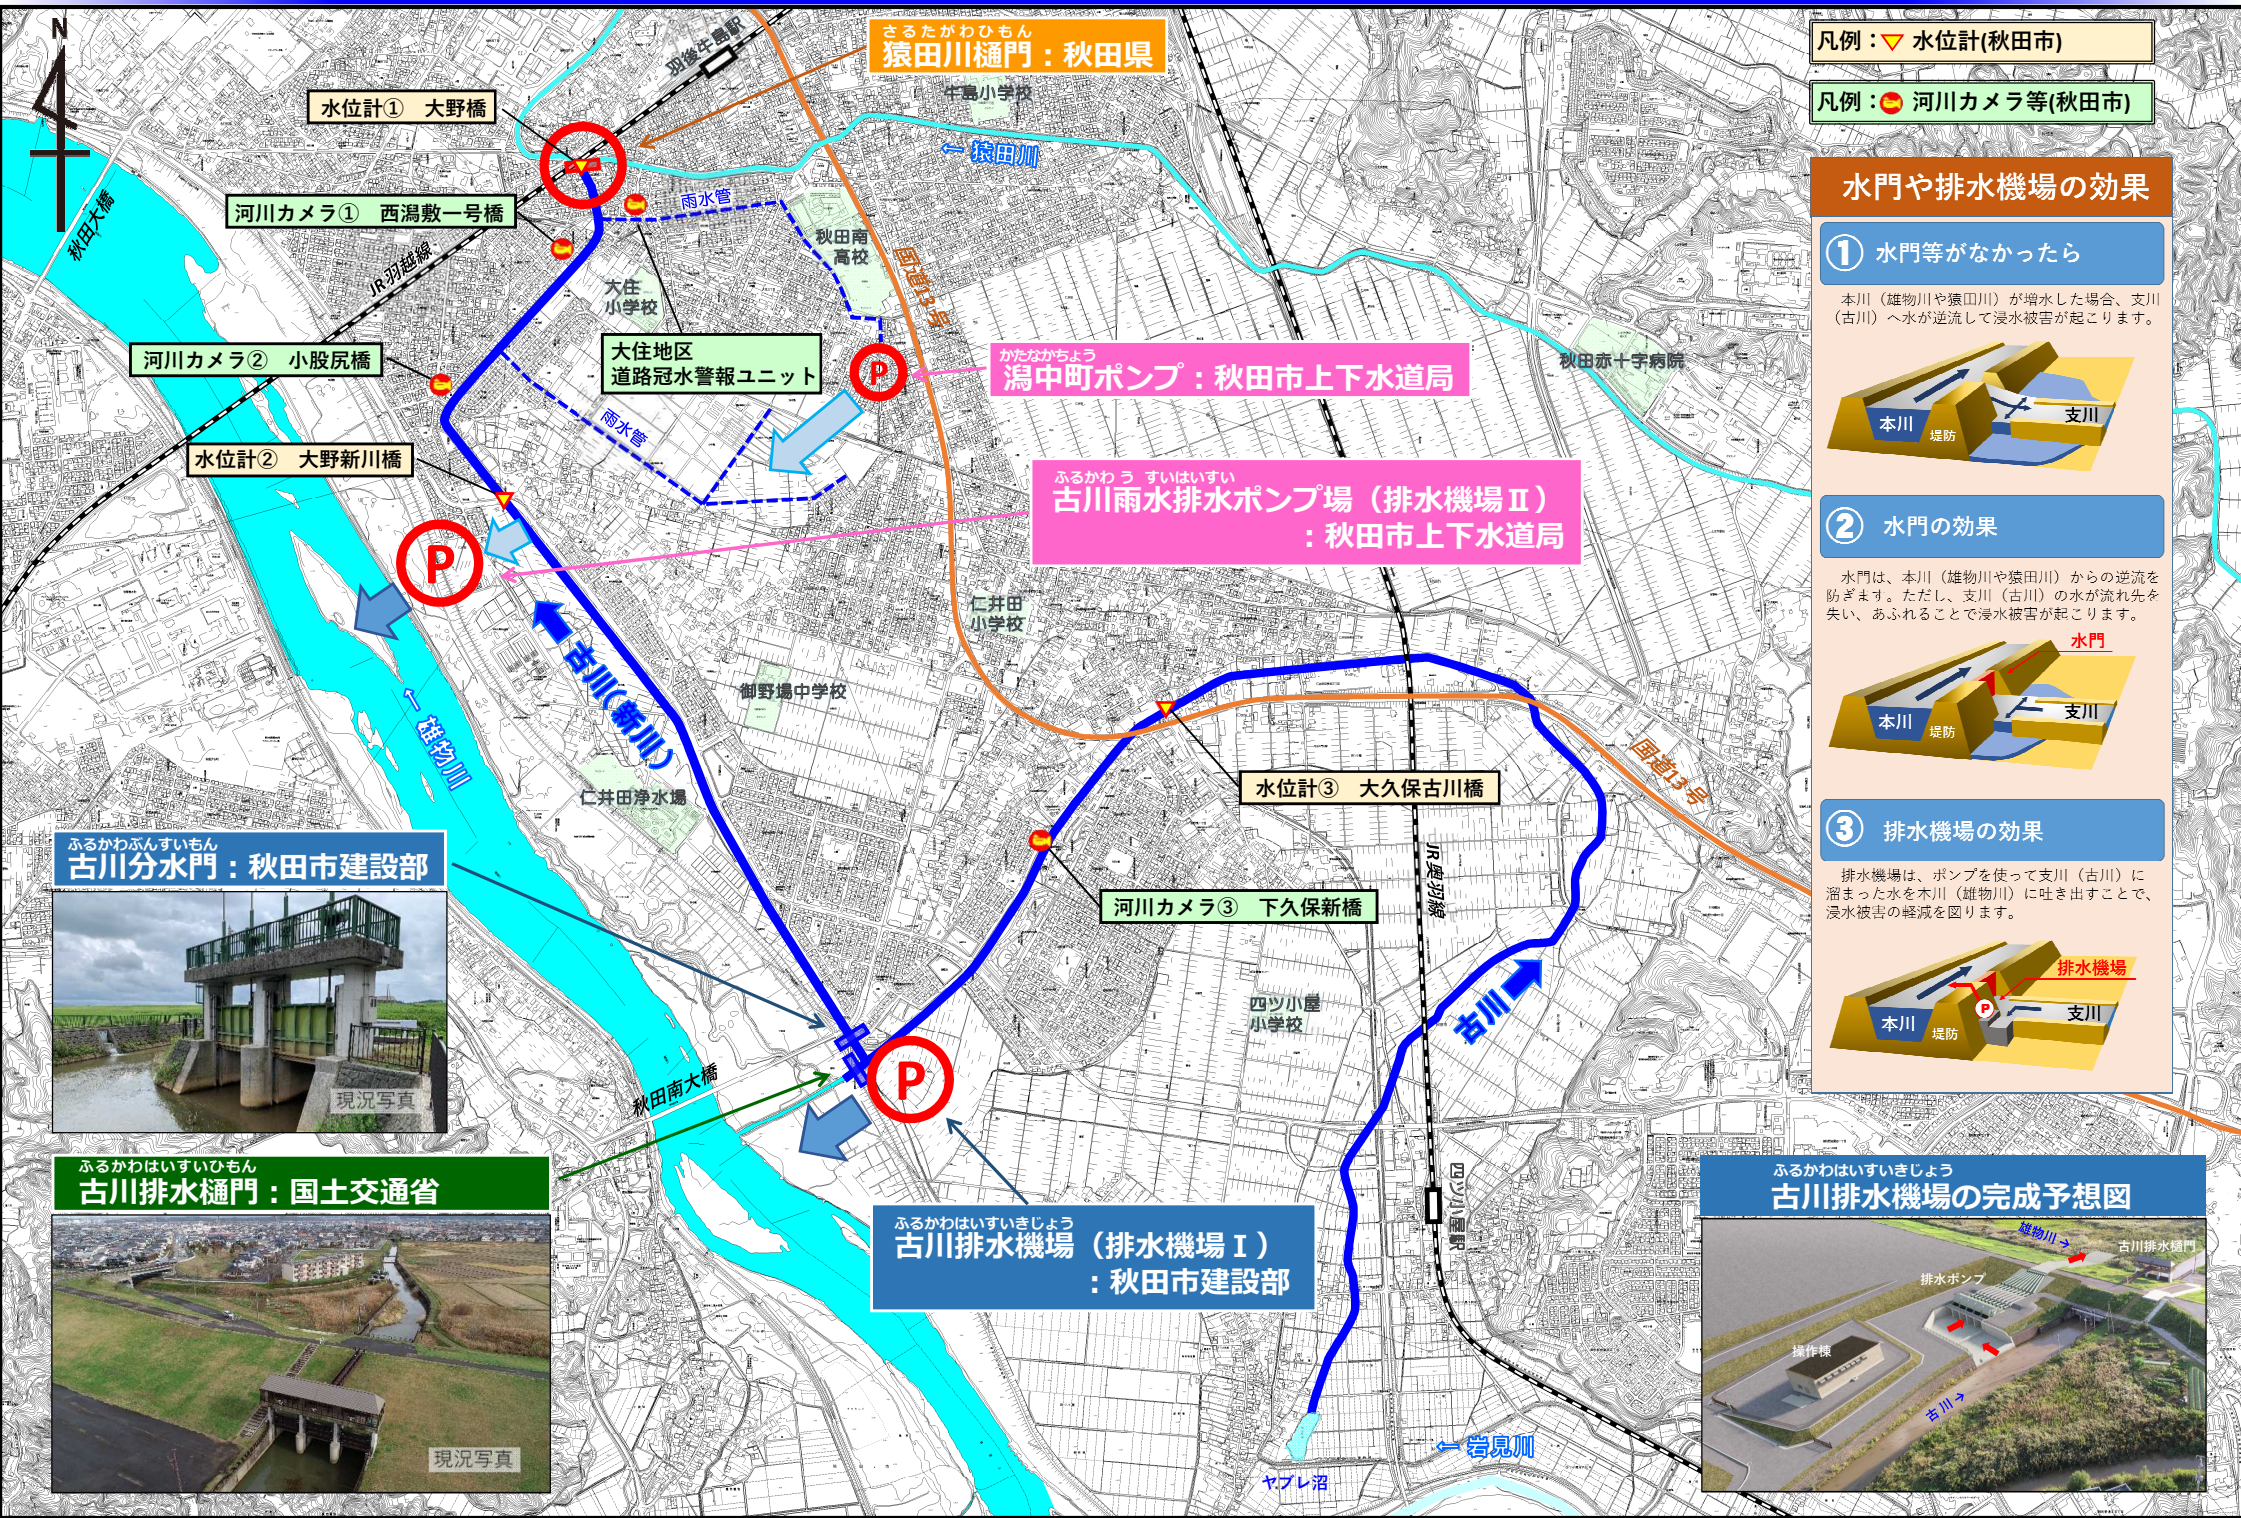 N
羽後牛島駅
さるたがわひもん
猿田川樋門：秋田県
牛島小学校
水位計① 大野橋
← 猿田川
河川カメラ① 西潟敷一号橋
雨水管
秋田南
高校
国道13号
秋田大橋
JR羽越線
大住
小学校
河川カメラ② 小股尻橋
大住地区
道路冠水警報ユニット
P
かたなかちょう
潟中町ポンプ：秋田市上下水道局
秋田赤十字病院
雨水管
水位計② 大野新川橋
ふるかわ う すいはいすい
古川雨水排水ポンプ場（排水機場Ⅱ）
：秋田市上下水道局
P
仁井田
小学校
古川(新川)
御野場中学校
← 雄物川
仁井田浄水場
国道13号
水位計③ 大久保古川橋
河川カメラ③ 下久保新橋
JR奥羽線
ふるかわぶんすいもん
古川分水門：秋田市建設部
現況写真
四ツ小屋
小学校
古川
秋田南大橋
P
ふるかわはいすいひもん
古川排水樋門：国土交通省
現況写真
ふるかわはいすいきじょう
古川排水機場（排水機場Ⅰ）
：秋田市建設部
四ツ小屋駅
← 岩見川
ヤブレ沼
凡例：水位計(秋田市)
凡例：河川カメラ等(秋田市)
水門や排水機場の効果
① 水門等がなかったら
本川（雄物川や猿田川）が増水した場合、支川
（古川）へ水が逆流して浸水被害が起こります。
本川
堤防
支川
② 水門の効果
水門は、本川（雄物川や猿田川）からの逆流を
防ぎます。ただし、支川（古川）の水が流れ先を
失い、あふれることで浸水被害が起こります。
水門
本川
堤防
支川
③ 排水機場の効果
排水機場は、ポンプを使って支川（古川）に
溜まった水を本川（雄物川）に吐き出すことで、
浸水被害の軽減を図ります。
排水機場
P
本川
堤防
支川
ふるかわはいすいきじょう
古川排水機場の完成予想図
雄物川→
古川排水樋門
排水ポンプ
操作棟
古川→